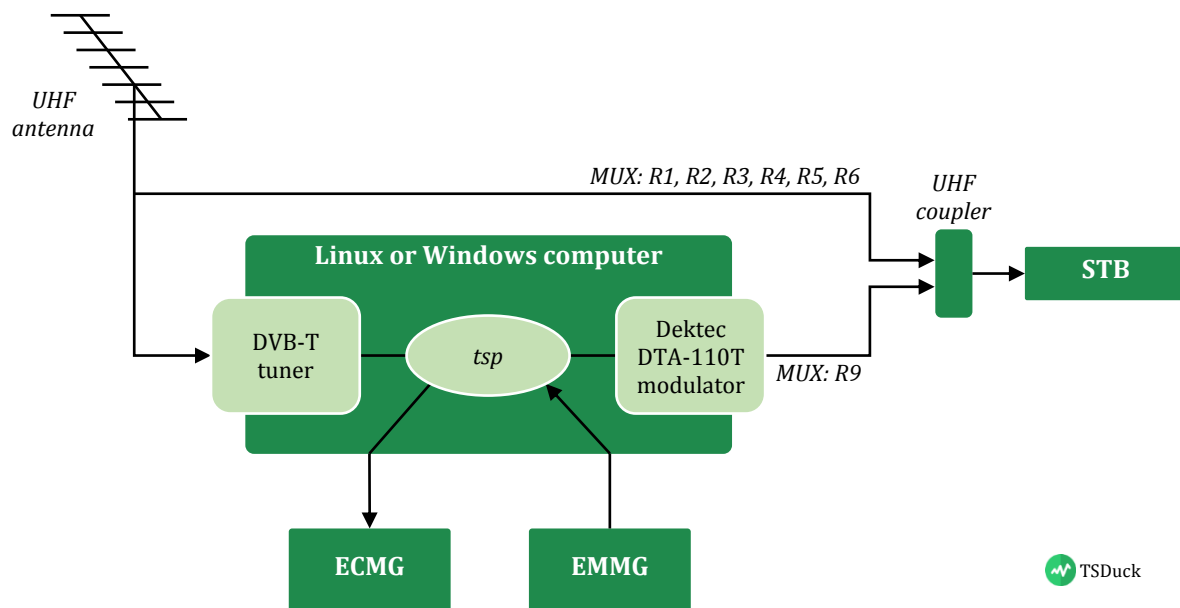 UHF
antenna
MUX: R1, R2, R3, R4, R5, R6
UHF
coupler
Linux or Windows computer
STB
DVB-T
tuner
tsp
Dektec
DTA-110T
modulator
MUX: R9
ECMG
EMMG
TSDuck